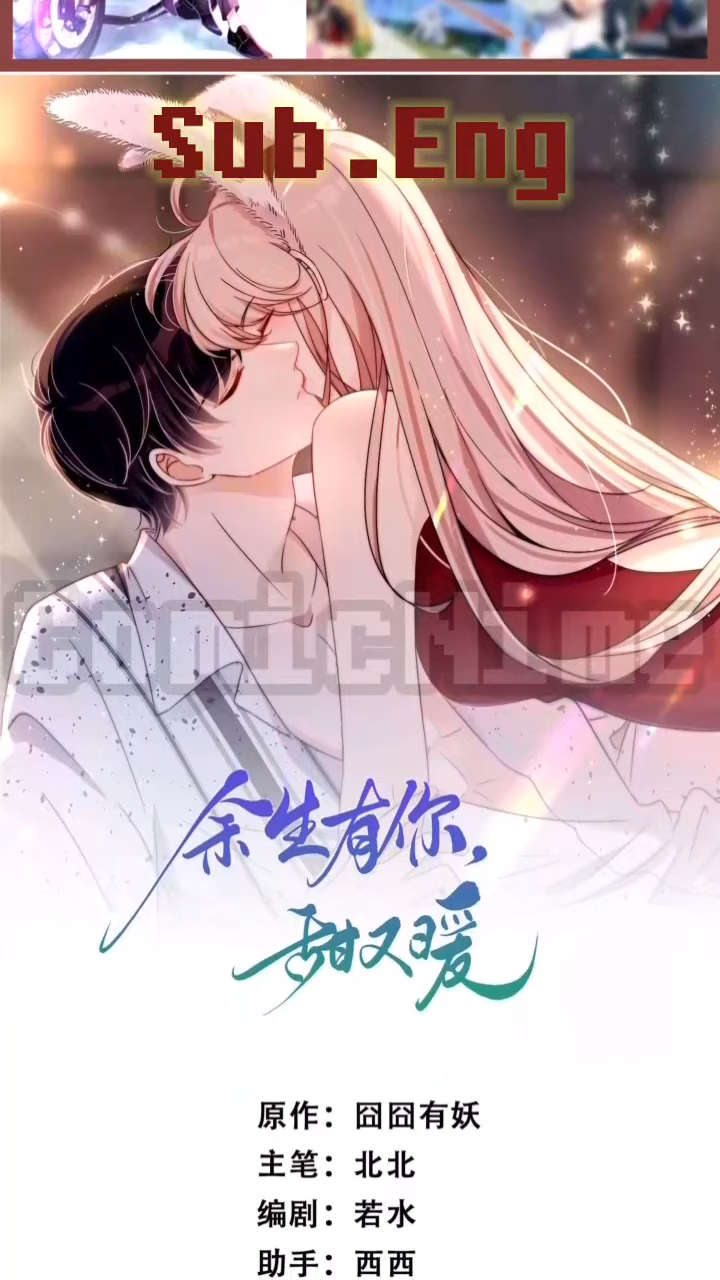 Sub.Eng
ComicNime
余生有你，
甜又暖
原作：囧囧有妖
主笔：北北
编剧：若水
助手：西西